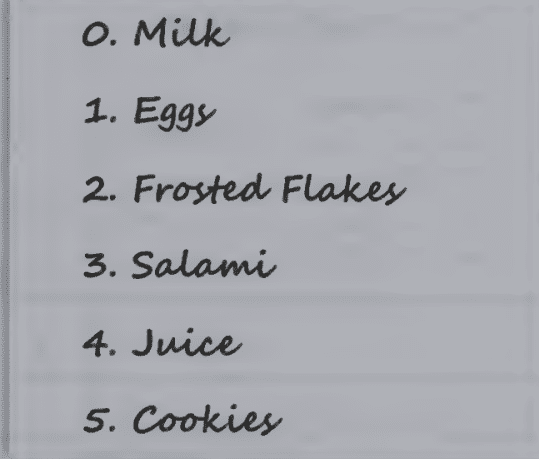 0. Milk
1. Eggs
2. Frosted Flakes
3. Salami
4. Juice
5. Cookies